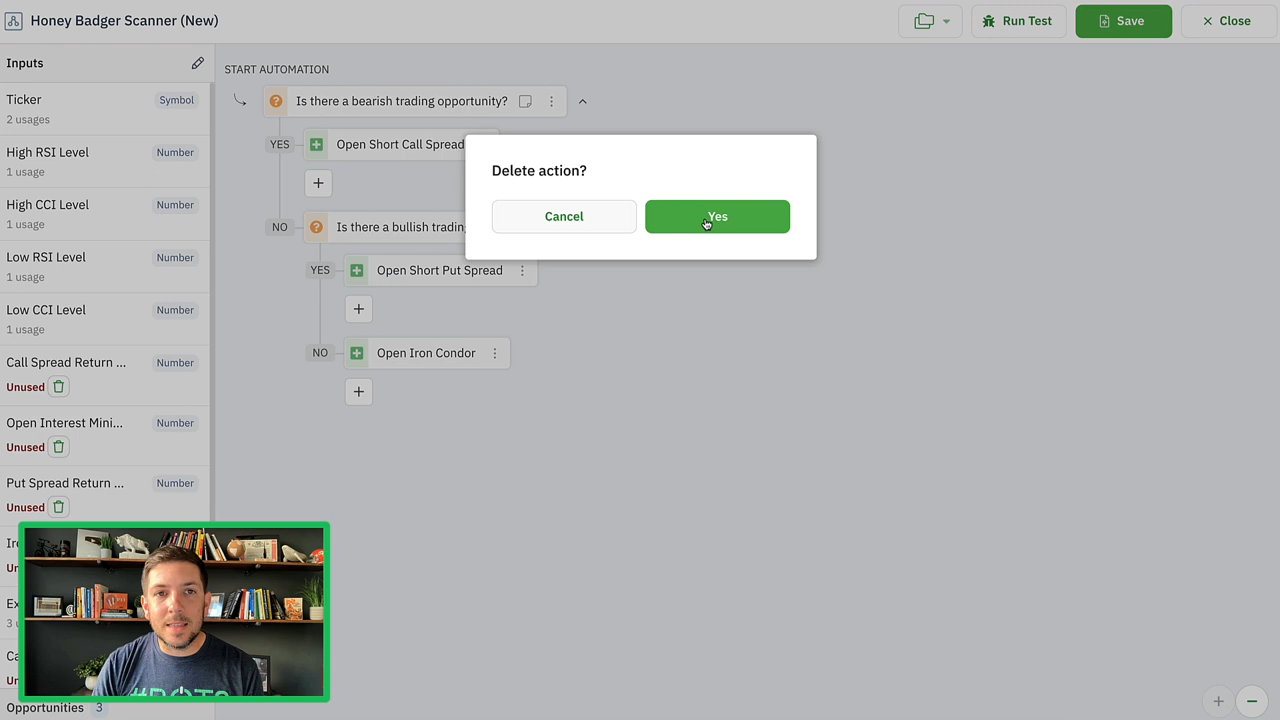 Honey Badger Scanner (New)
Run Test
Save
Close
Inputs
START AUTOMATION
Ticker
Symbol
2 usages
Is there a bearish trading opportunity?
High RSI Level
Number
1 usage
YES
Open Short Call Spread
High CCI Level
Number
1 usage
NO
Is there a bullish trading
Delete action?
Cancel
Yes
Low RSI Level
Number
1 usage
YES
Open Short Put Spread
Low CCI Level
Number
1 usage
NO
Open Iron Condor
Call Spread Return ...
Number
Unused
Open Interest Mini...
Number
Unused
Put Spread Return ...
Number
Unused
Opportunities 3